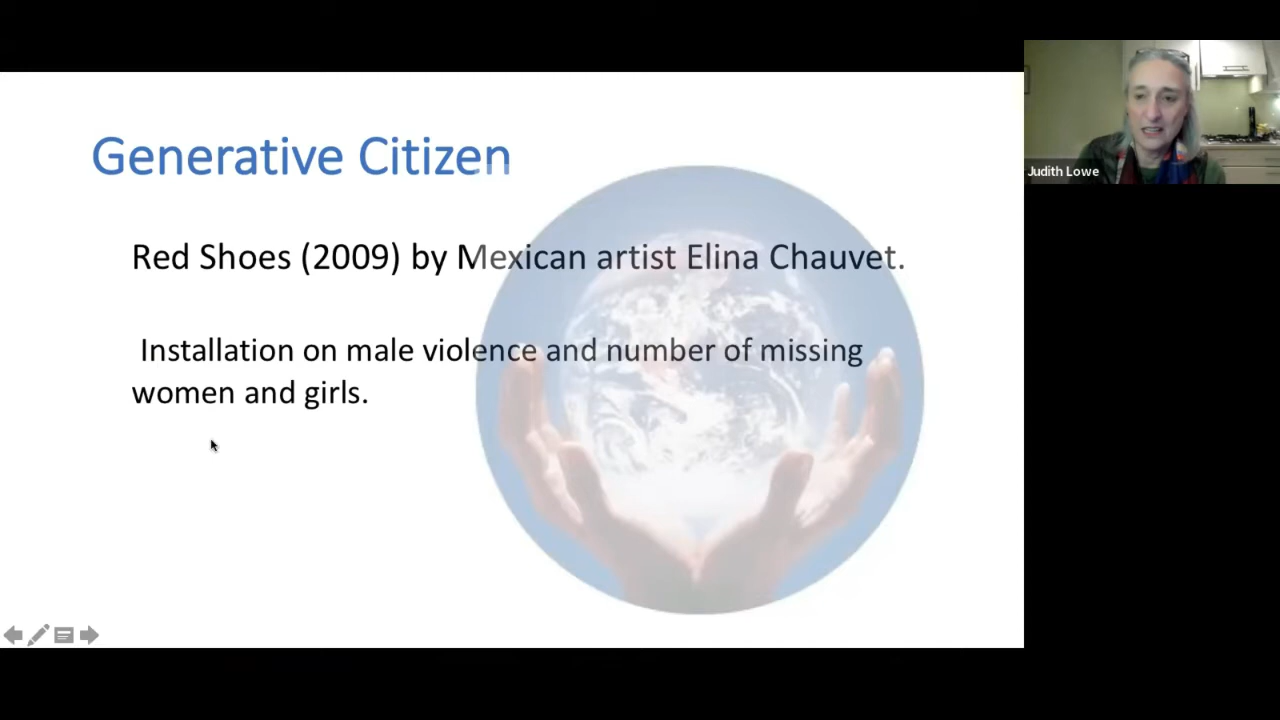 Generative Citizen
Red Shoes (2009) by Mexican artist Elina Chauvet.
Installation on male violence and number of missing
women and girls.
Judith Lowe